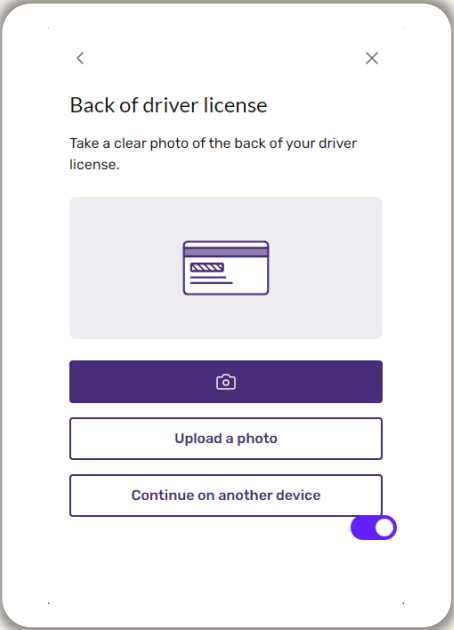 Back of driver license
Take a clear photo of the back of your driver
license.
Upload a photo
Continue on another device